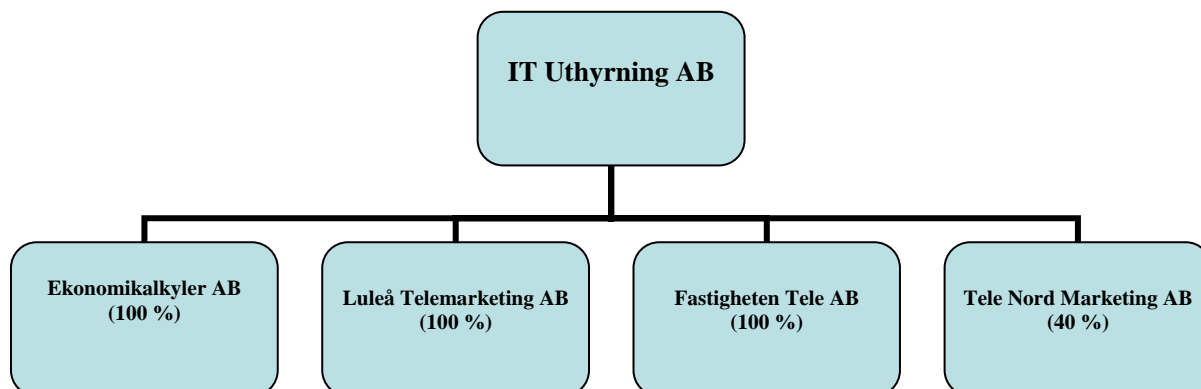 IT Uthyrning AB
Ekonomikalkyler AB
(100 %)
Luleå Telemarketing AB
(100 %)
Fastigheten Tele AB
(100 %)
Tele Nord Marketing AB
(40 %)